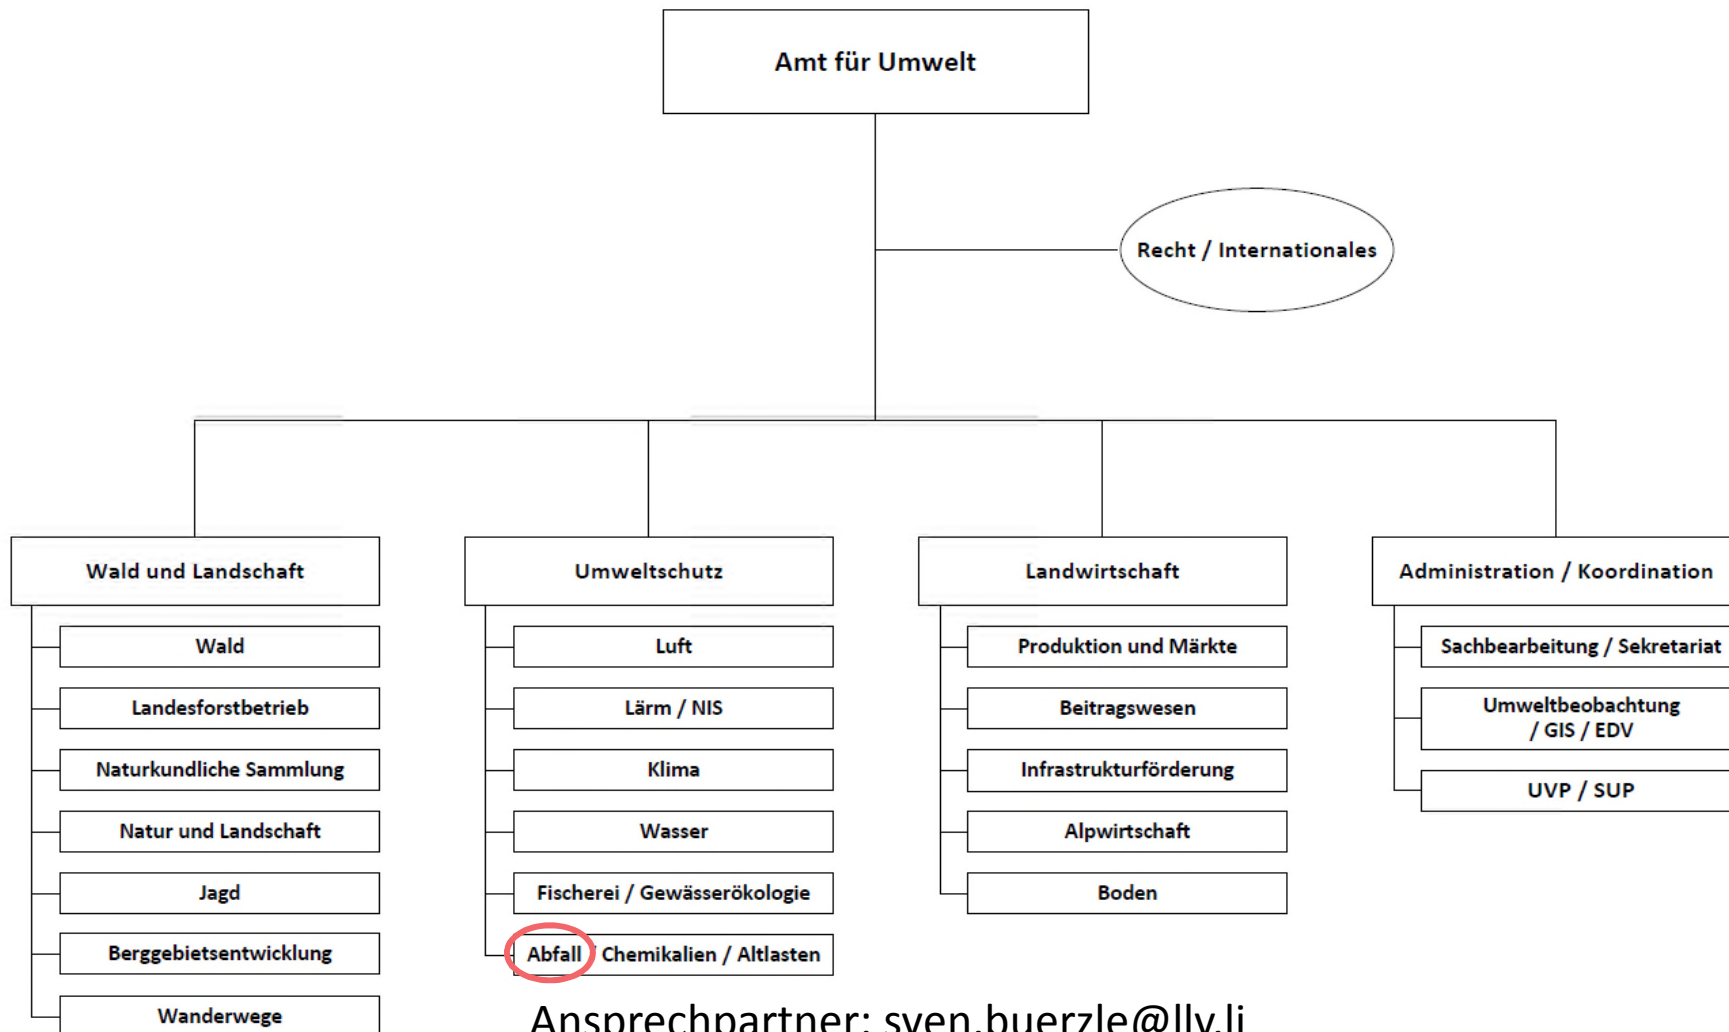 Amt für Umwelt
Recht / Internationales
Wald und Landschaft
Wald
Landesforstbetrieb
Naturkundliche Sammlung
Natur und Landschaft
Jagd
Berggebietsentwicklung
Wanderwege
Umweltschutz
Luft
Lärm / NIS
Klima
Wasser
Fischerei / Gewässerökologie
Abfall / Chemikalien / Altlasten
Landwirtschaft
Produktion und Märkte
Beitragswesen
Infrastrukturförderung
Alpwirtschaft
Boden
Administration / Koordination
Sachbearbeitung / Sekretariat
Umweltbeobachtung
/ GIS / EDV
UVP / SUP
Ansprechpartner: sven.buerzle@llv.li